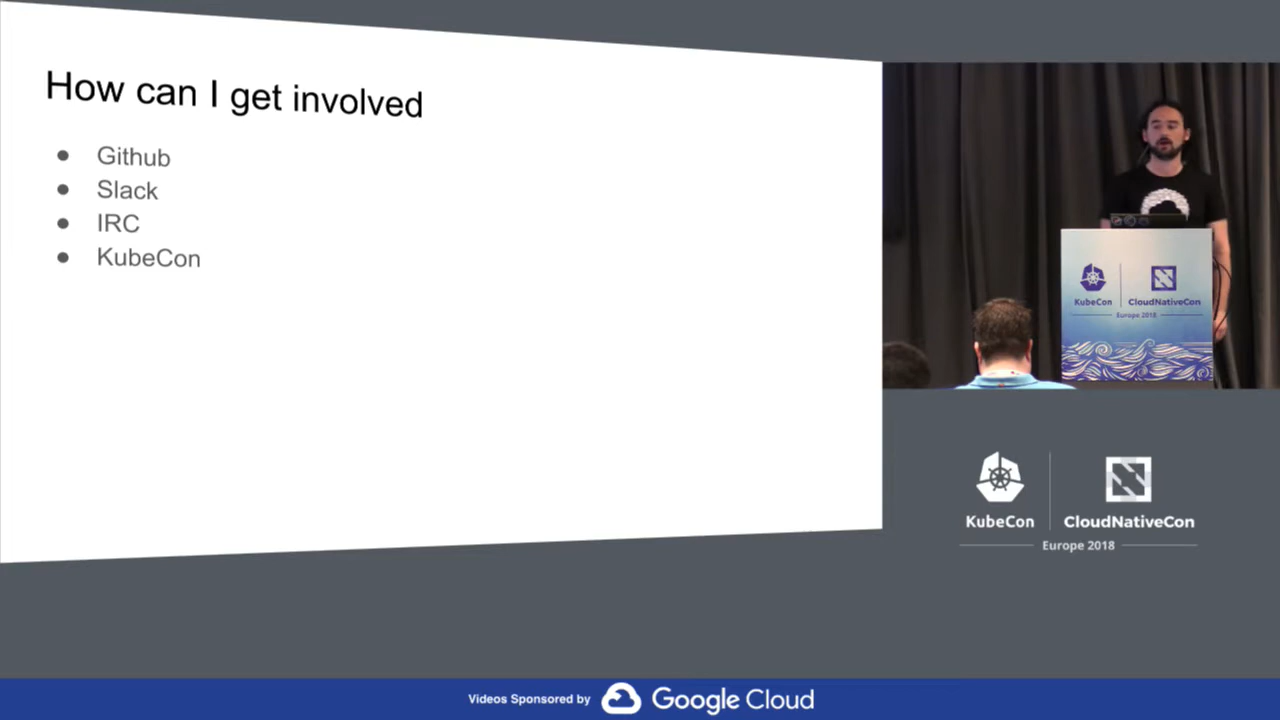 How can I get involved
Github
Slack
IRC
KubeCon
KubeCon
CloudNativeCon
Europe 2018
KubeCon
CloudNativeCon
Europe 2018
Videos Sponsored by
Google Cloud